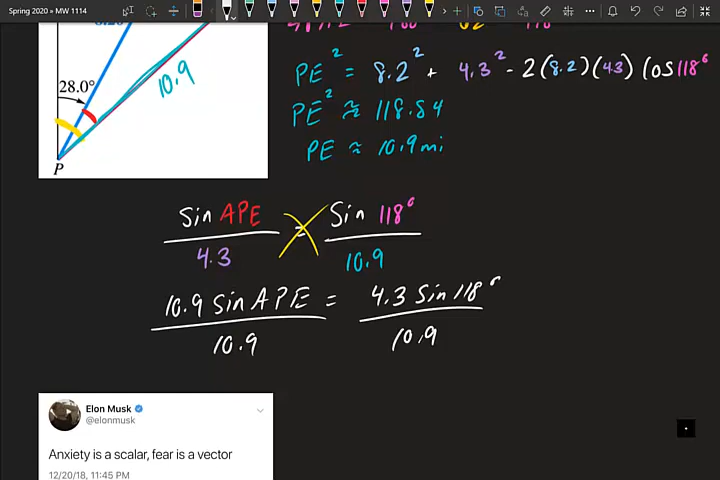 Spring 2020 » MW 1114
28.0°
10.9
P
PE² = 8.2² + 4.3² - 2(8.2)(4.3) Cos 118°
PE² ≈ 118.84
PE ≈ 10.9 mi
Sin APE / 4.3 = Sin 118° / 10.9
10.9 Sin APE / 10.9 = 4.3 Sin 118° / 10.9
Elon Musk
@elonmusk
Anxiety is a scalar, fear is a vector
12/20/18, 11:45 PM